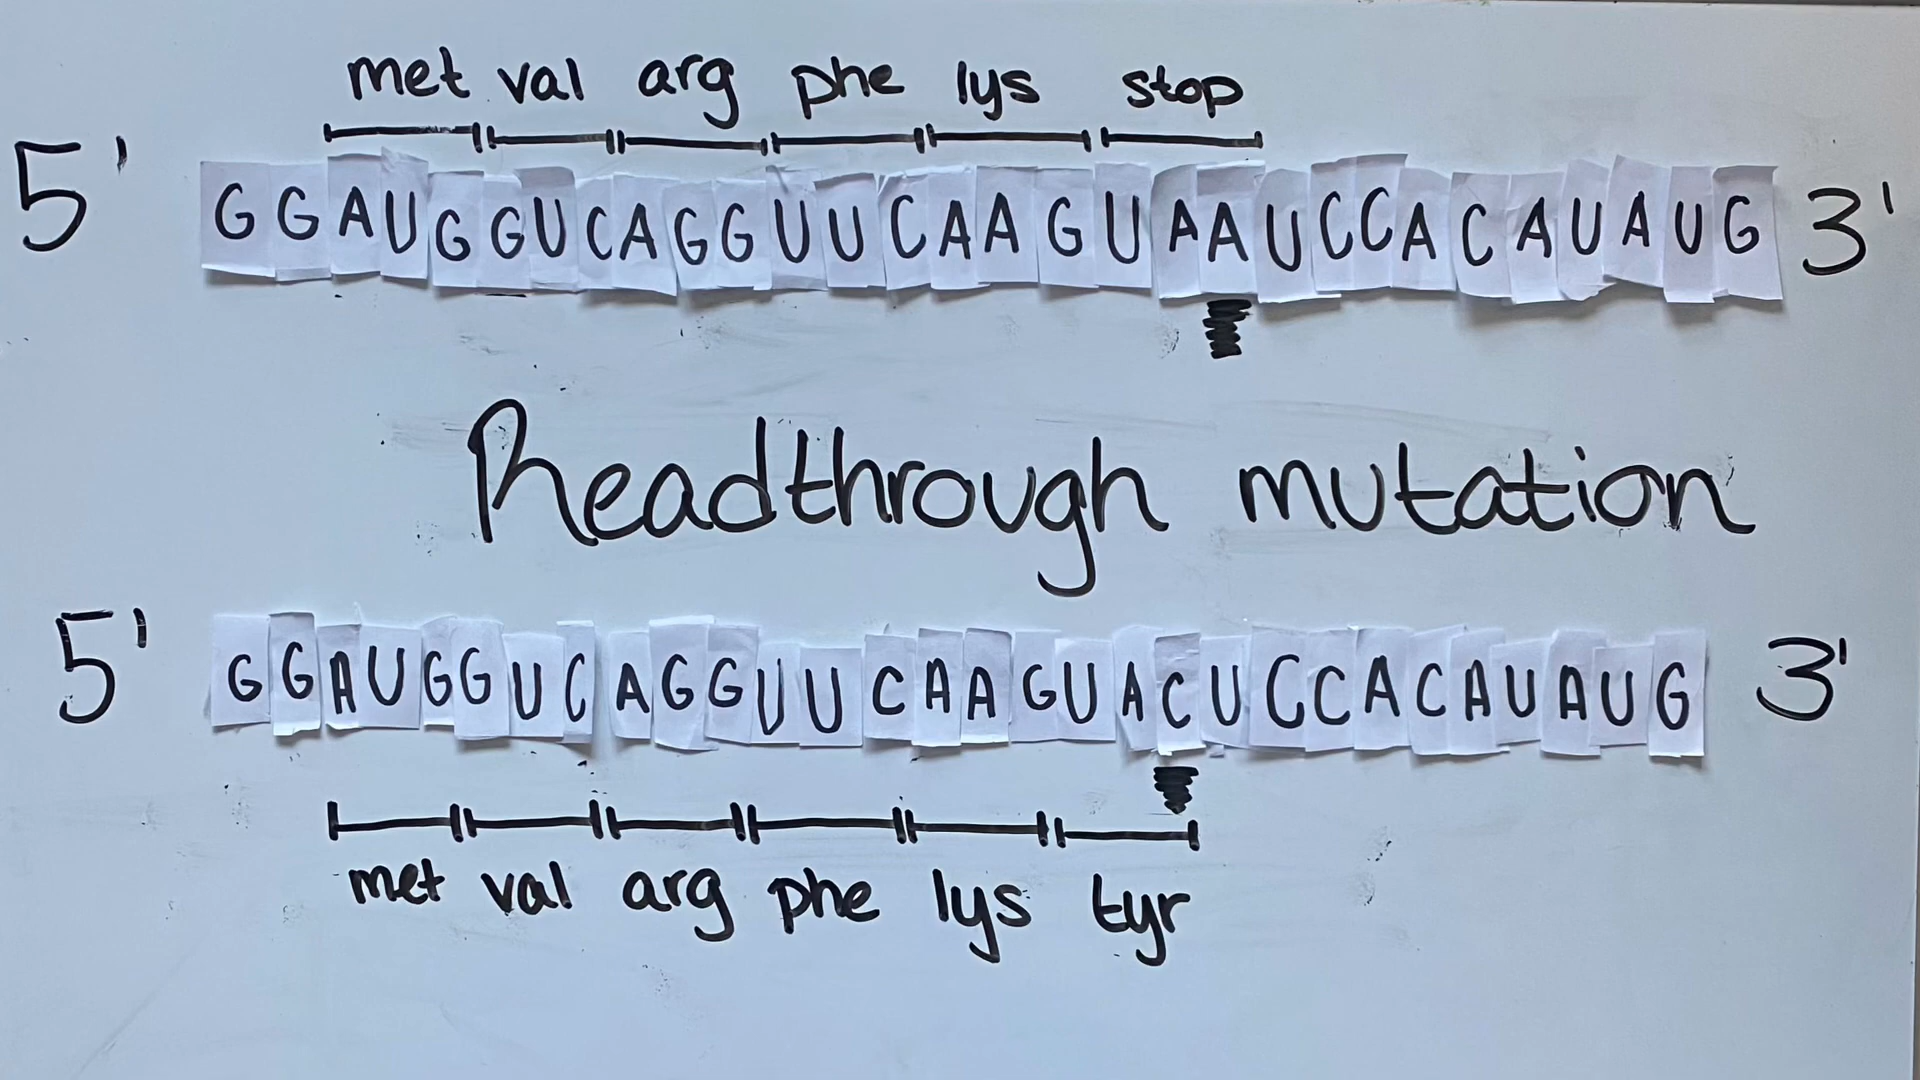 met val arg phe lys stop
5' GGAUGGUCAGGUUCAAGUAAUCCACAUAUG 3'
Readthrough mutation
5' GGAUGGUCAGGUUCAAGUACUCCACAUAUG 3'
met val arg phe lys tyr